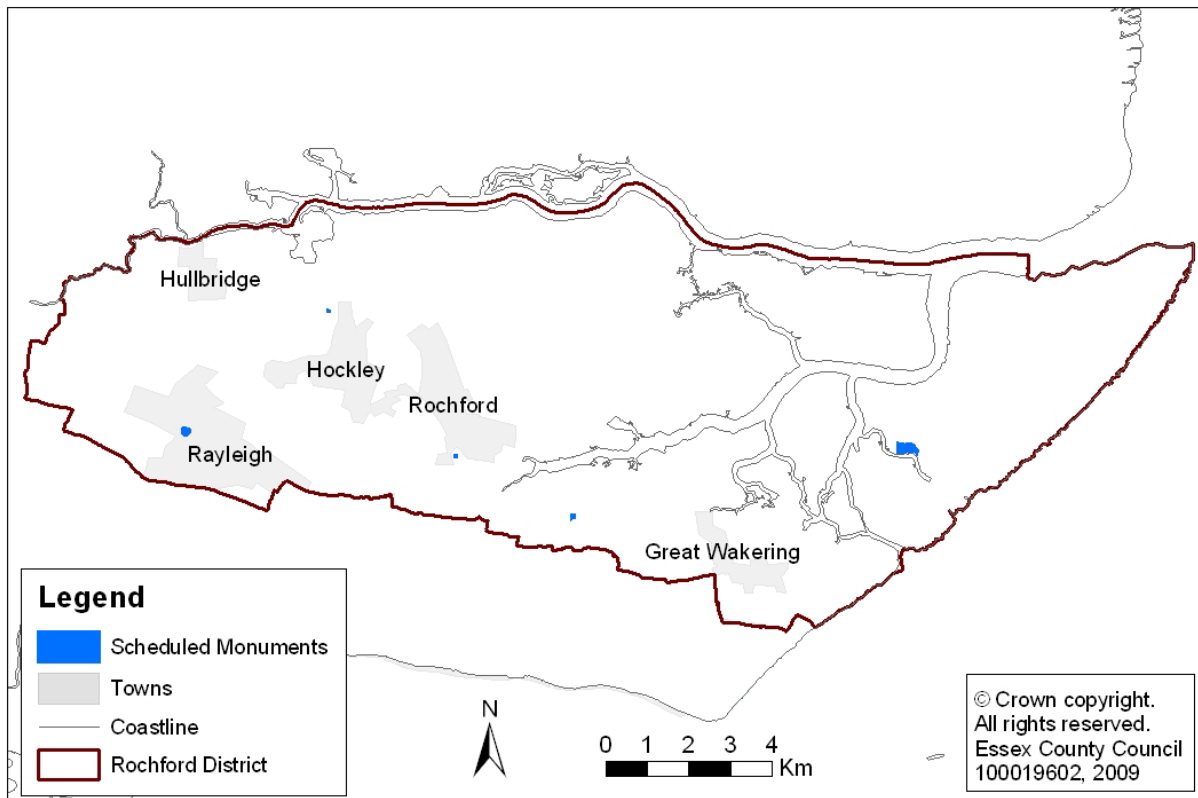 Hullbridge
Hockley
Rochford
Rayleigh
Great Wakering
Legend
Scheduled Monuments
Towns
Coastline
Rochford District
N
0 1 2 3 4
Km
© Crown copyright.
All rights reserved.
Essex County Council
100019602, 2009